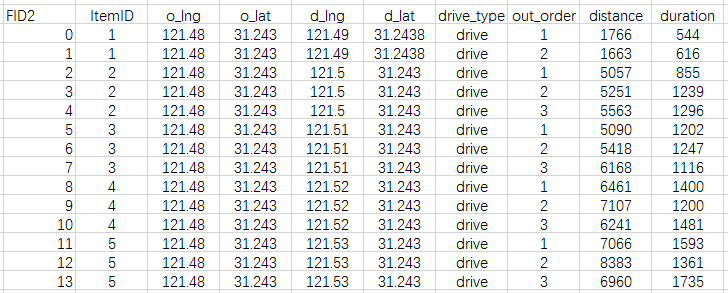 FID2 ItemID o_lng o_lat d_lng d_lat drive_type out_order distance duration
0 1 121.48 31.243 121.49 31.2438 drive 1 1766 544
1 1 121.48 31.243 121.49 31.2438 drive 2 1663 616
2 2 121.48 31.243 121.5 31.243 drive 1 5057 855
3 2 121.48 31.243 121.5 31.243 drive 2 5251 1239
4 2 121.48 31.243 121.5 31.243 drive 3 5563 1296
5 3 121.48 31.243 121.51 31.243 drive 1 5090 1202
6 3 121.48 31.243 121.51 31.243 drive 2 5418 1247
7 3 121.48 31.243 121.51 31.243 drive 3 6168 1116
8 4 121.48 31.243 121.52 31.243 drive 1 6461 1400
9 4 121.48 31.243 121.52 31.243 drive 2 7107 1200
10 4 121.48 31.243 121.52 31.243 drive 3 6241 1481
11 5 121.48 31.243 121.53 31.243 drive 1 7066 1593
12 5 121.48 31.243 121.53 31.243 drive 2 8383 1361
13 5 121.48 31.243 121.53 31.243 drive 3 6960 1735